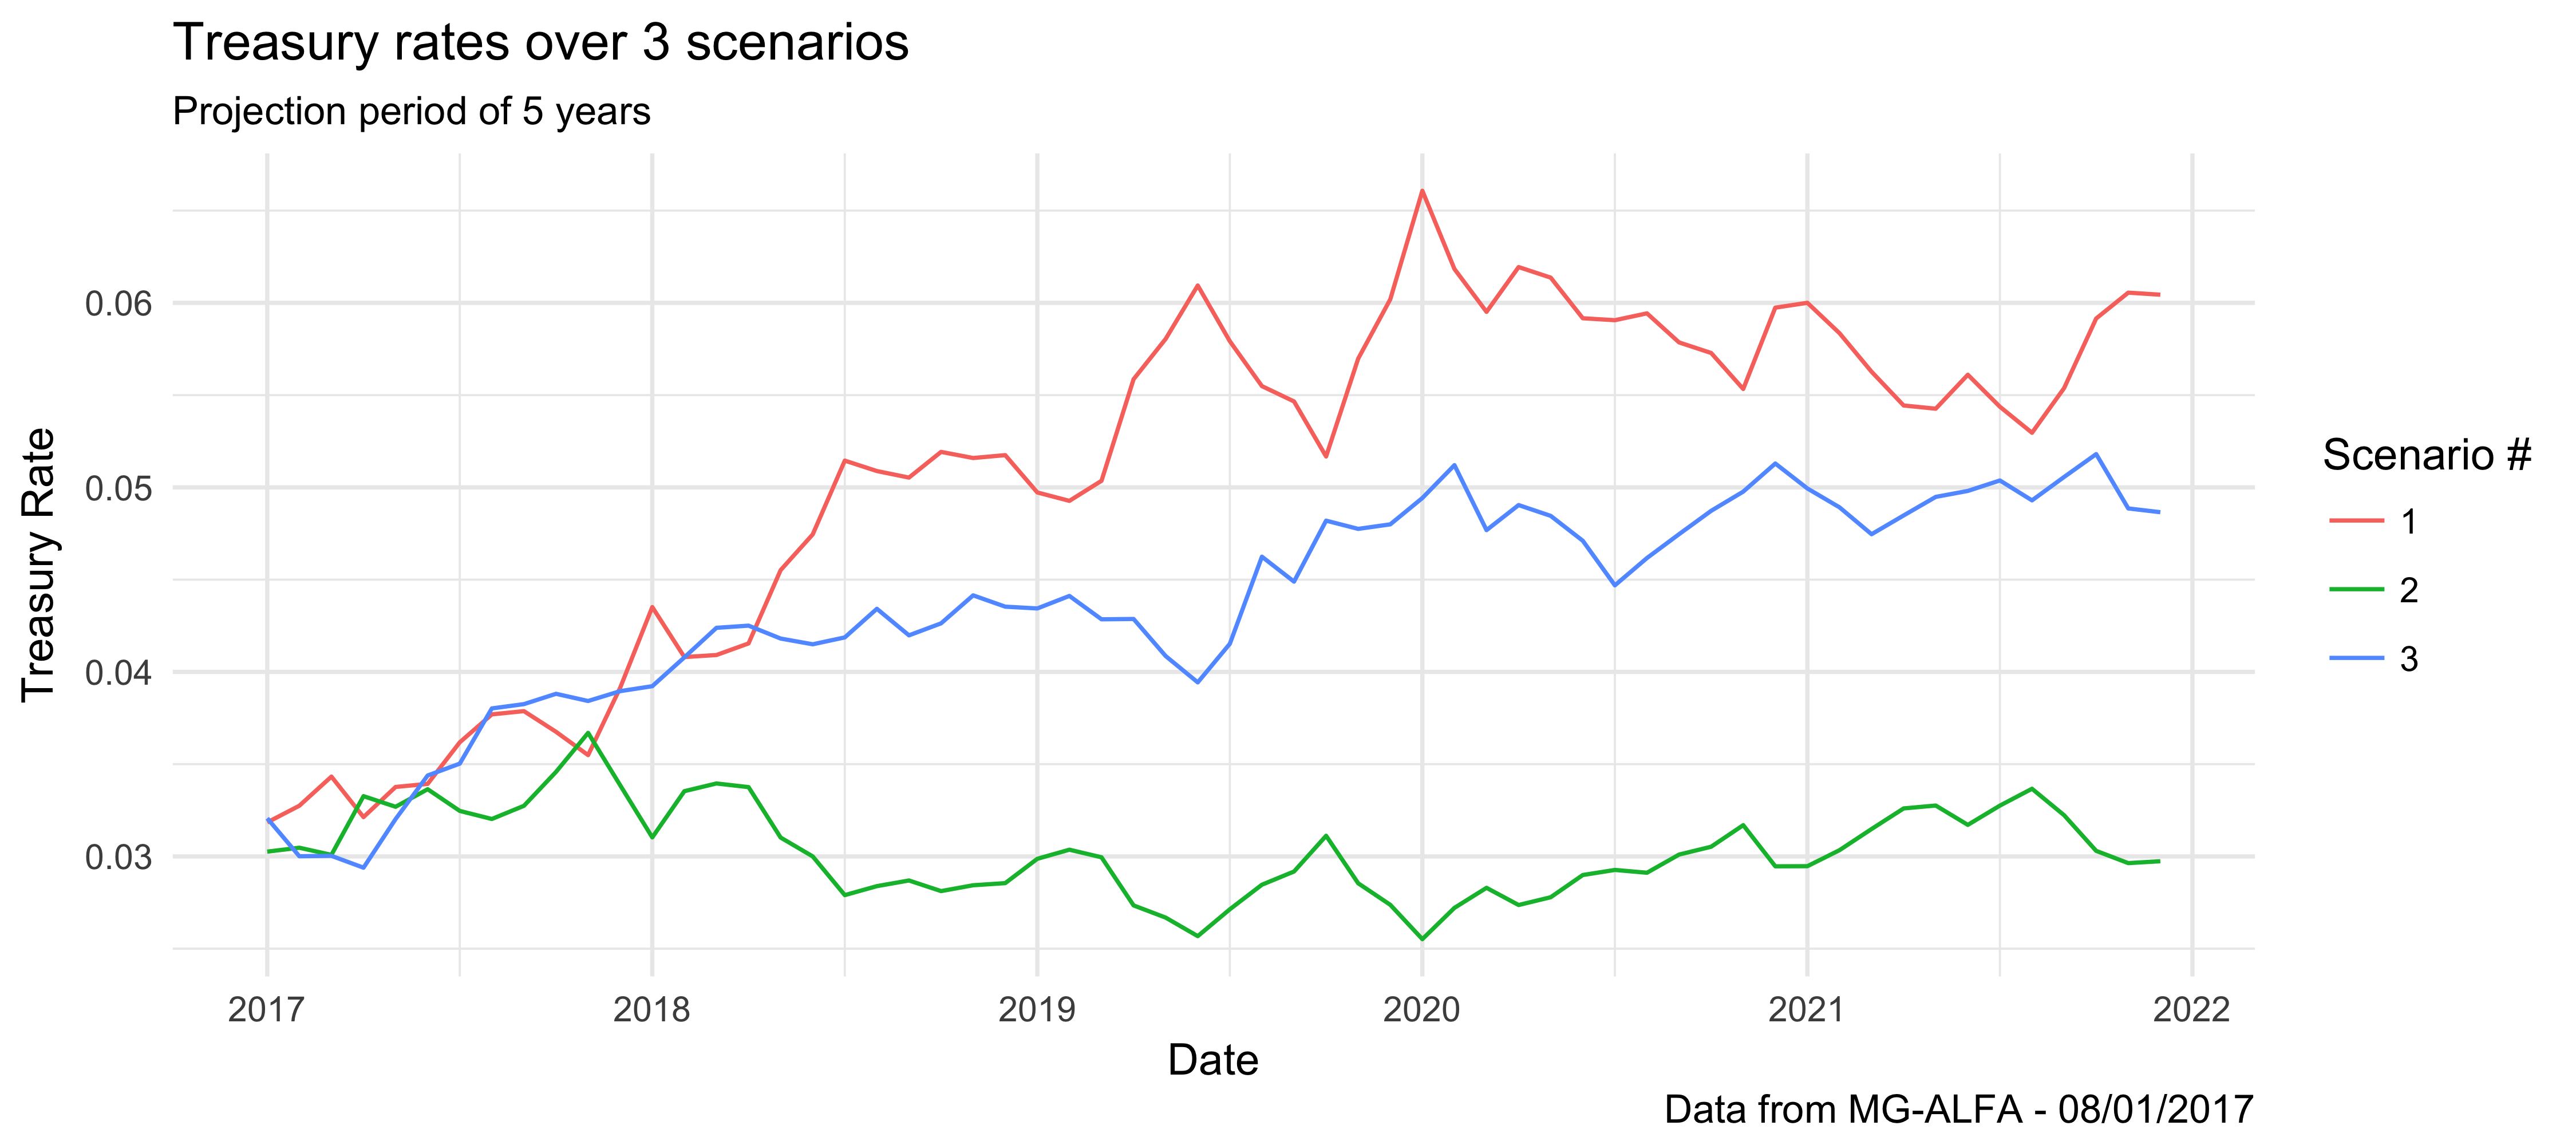 Treasury rates over 3 scenarios
Projection period of 5 years
Treasury Rate
0.06
0.05
0.04
0.03
2017 2018 2019 2020 2021 2022
Date
Scenario #
1
2
3
Data from MG-ALFA - 08/01/2017